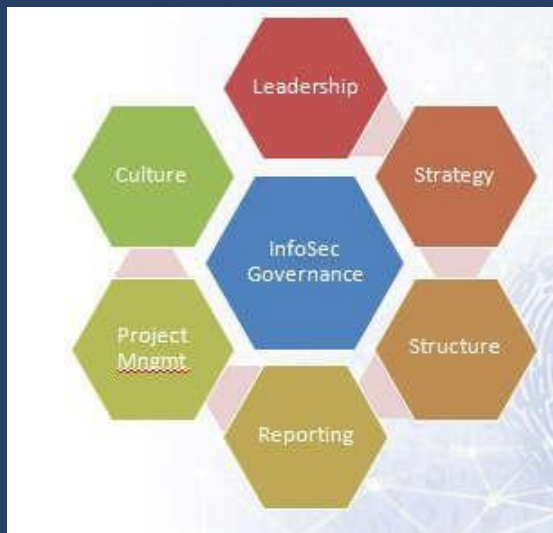 Leadership
Culture
Strategy
InfoSec
Governance
Project
Mngmt
Structure
Reporting